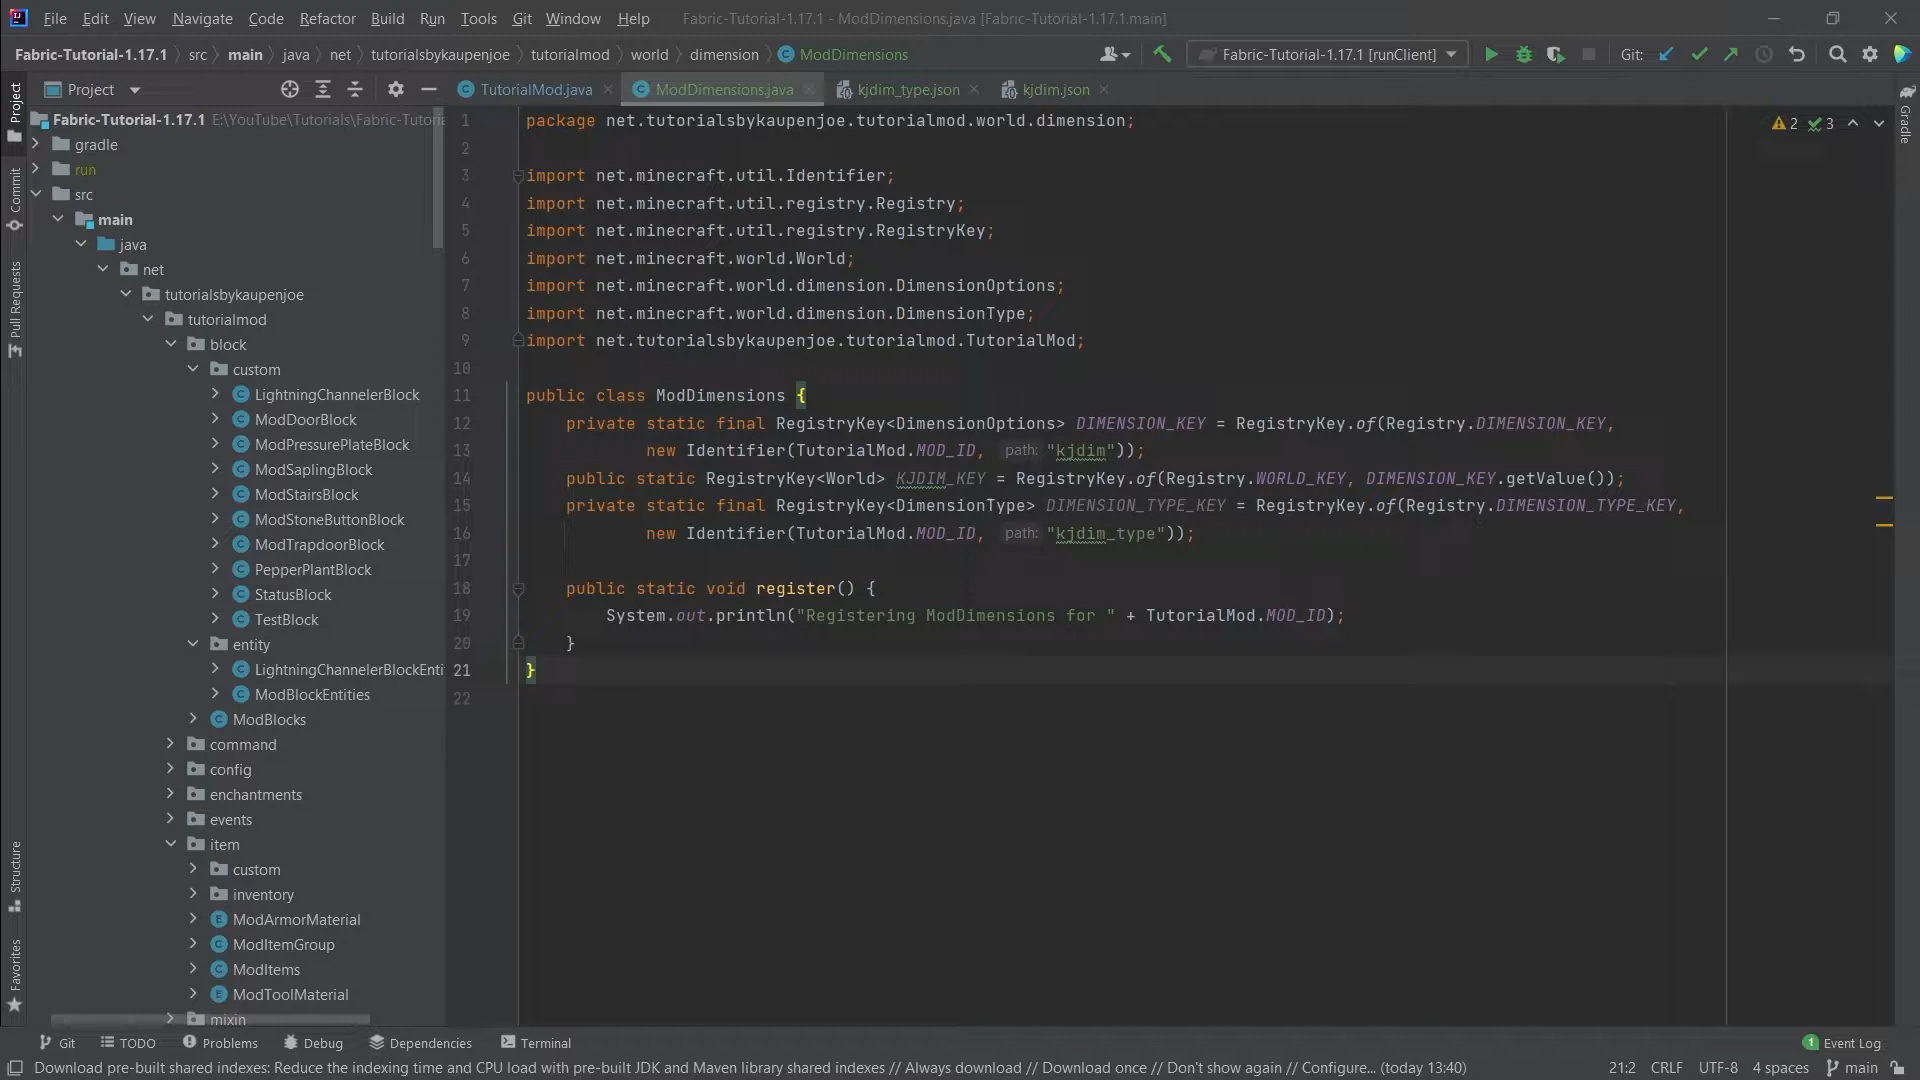 File Edit View Navigate Code Refactor Build Run Tools Git Window Help Fabric-Tutorial-1.17.1 - ModDimensions.java [Fabric-Tutorial-1.17.1.main]
Fabric-Tutorial-1.17.1 src main java net tutorialsbykaupenjoe tutorialmod world dimension ModDimensions Fabric-Tutorial-1.17.1 [runClient] Git:
Project TutorialMod.java ModDimensions.java kjdim_type.json kjdim.json
Project
Commit
Pull Requests
Structure
Favorites
Fabric-Tutorial-1.17.1 E:\YouTube\Tutorials\Fabric-Tutoria
gradle
run
src
main
java
net
tutorialsbykaupenjoe
tutorialmod
block
custom
LightningChannelerBlock
ModDoorBlock
ModPressurePlateBlock
ModSaplingBlock
ModStairsBlock
ModStoneButtonBlock
ModTrapdoorBlock
PepperPlantBlock
StatusBlock
TestBlock
entity
LightningChannelerBlockEnti
ModBlockEntities
ModBlocks
command
config
enchantments
events
item
custom
inventory
ModArmorMaterial
ModItemGroup
ModItems
ModToolMaterial
mixin
1 package net.tutorialsbykaupenjoe.tutorialmod.world.dimension;
2
3 import net.minecraft.util.Identifier;
4 import net.minecraft.util.registry.Registry;
5 import net.minecraft.util.registry.RegistryKey;
6 import net.minecraft.world.World;
7 import net.minecraft.world.dimension.DimensionOptions;
8 import net.minecraft.world.dimension.DimensionType;
9 import net.tutorialsbykaupenjoe.tutorialmod.TutorialMod;
10
11 public class ModDimensions {
12 private static final RegistryKey<DimensionOptions> DIMENSION_KEY = RegistryKey.of(Registry.DIMENSION_KEY,
13 new Identifier(TutorialMod.MOD_ID, path: "kjdim"));
14 public static RegistryKey<World> KJDIM_KEY = RegistryKey.of(Registry.WORLD_KEY, DIMENSION_KEY.getValue());
15 private static final RegistryKey<DimensionType> DIMENSION_TYPE_KEY = RegistryKey.of(Registry.DIMENSION_TYPE_KEY,
16 new Identifier(TutorialMod.MOD_ID, path: "kjdim_type"));
17
18 public static void register() {
19 System.out.println("Registering ModDimensions for " + TutorialMod.MOD_ID);
20 }
21 }
22
2 3
Gradle
Git TODO Problems Debug Dependencies Terminal 1 Event Log
Download pre-built shared indexes: Reduce the indexing time and CPU load with pre-built JDK and Maven library shared indexes // Always download // Download once // Don't show again // Configure... (today 13:40) 21:2 CRLF UTF-8 4 spaces main